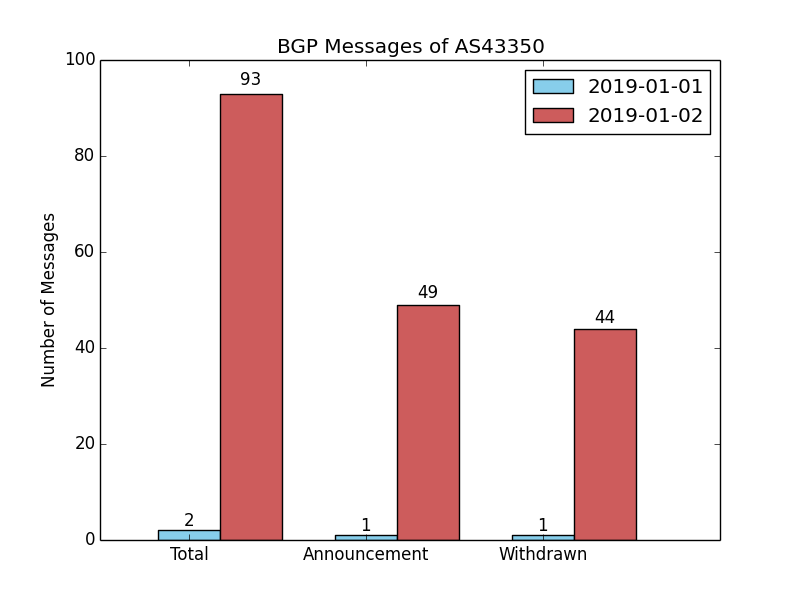 BGP Messages of AS43350
2019-01-01
2019-01-02
Number of Messages
100
80
60
40
20
0
93
49
44
2
1
1
Total
Announcement
Withdrawn